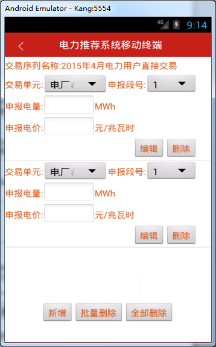 Android Emulator - Kang:5554
9:14
电力推荐系统移动终端
交易序列名称:2015年4月电力用户直接交易
交易单元: 电厂 申报段号: 1
申报电量: MWh
申报电价: 元/兆瓦时
编辑 删除
交易单元: 电厂 申报段号: 1
申报电量: MWh
申报电价: 元/兆瓦时
编辑 删除
新增 批量删除 全部删除